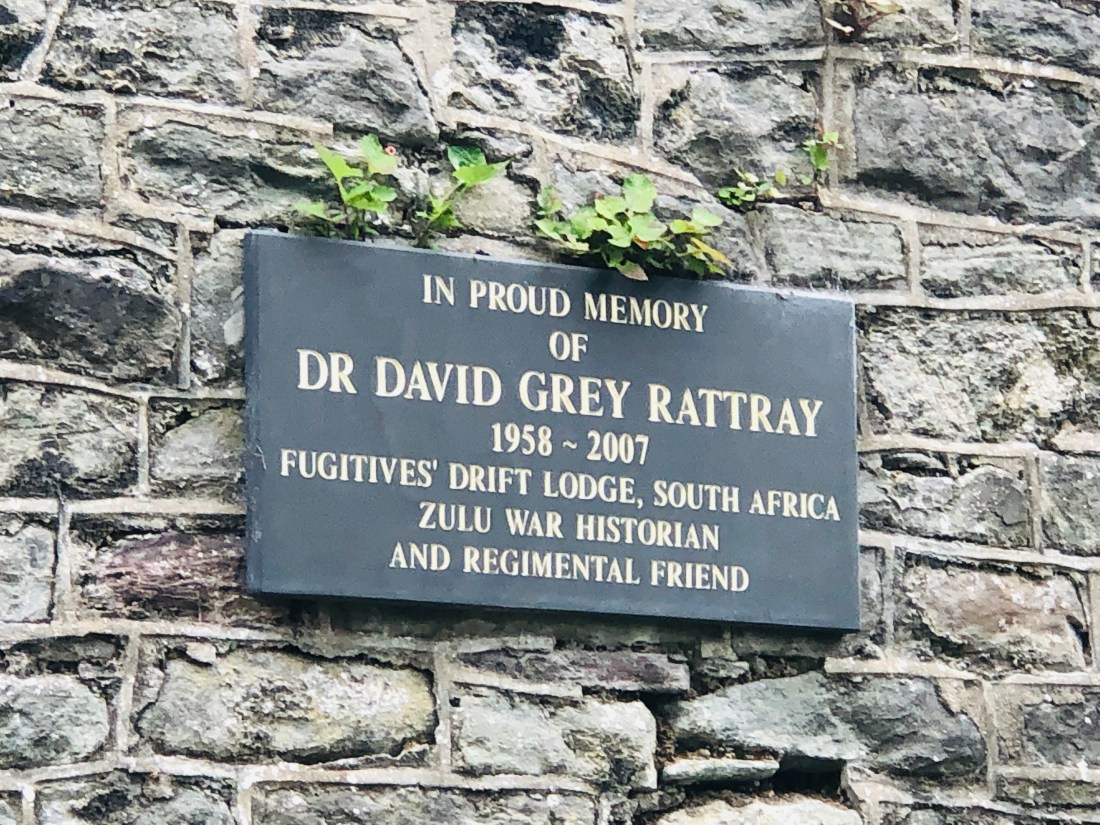 IN PROUD MEMORY
OF
DR DAVID GREY RATTRAY
1958 ~ 2007
FUGITIVES' DRIFT LODGE, SOUTH AFRICA
ZULU WAR HISTORIAN
AND REGIMENTAL FRIEND